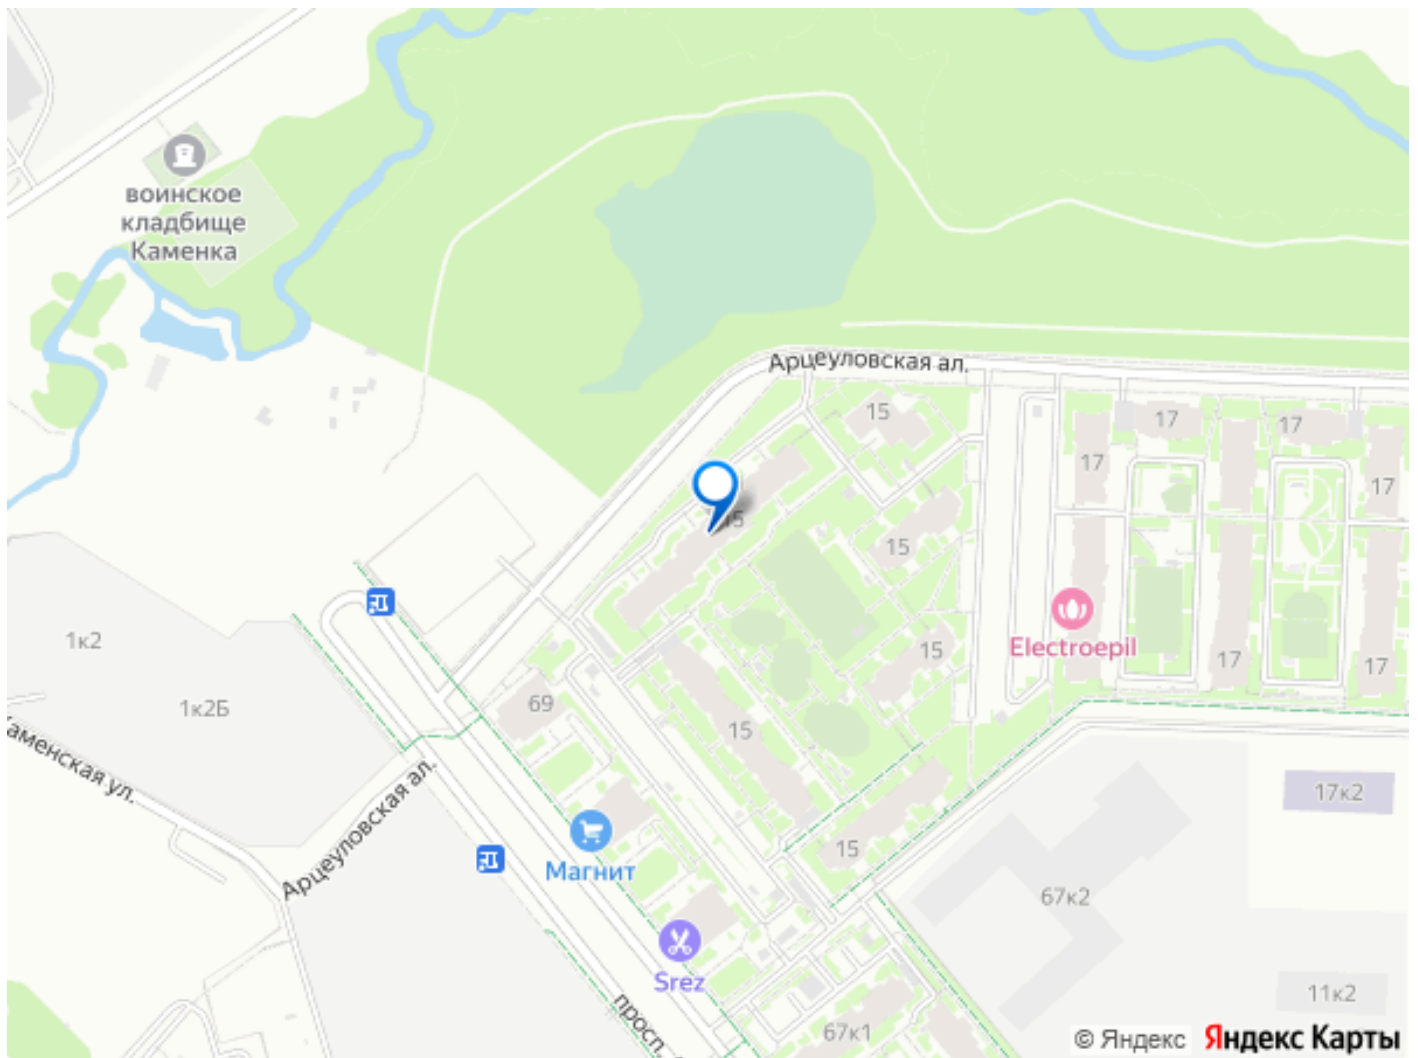 воинское
кладбище
Каменка
Арцеуловская ал.
15
17
17
17
17
15
15
15
Electroepil
17
17
1к2
1к2Б
69
15
аменская ул.
Арцеуловская ал.
Магнит
15
17к2
67к2
Srez
11к2
просп.
67к1
© Яндекс
Яндекс Карты